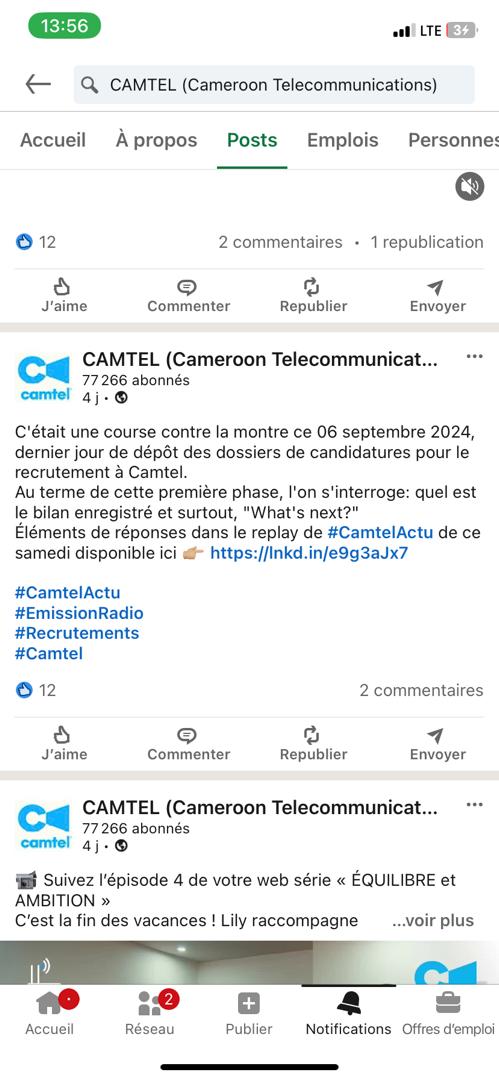 13:56
LTE 3
CAMTEL (Cameroon Telecommunications)
Accueil À propos Posts Emplois Personnes
12 2 commentaires • 1 republication
J'aime Commenter Republier Envoyer
CAMTEL (Cameroon Telecommunicat...
camtel
77 266 abonnés
4 j •
C'était une course contre la montre ce 06 septembre 2024,
dernier jour de dépôt des dossiers de candidatures pour le
recrutement à Camtel.
Au terme de cette première phase, l'on s'interroge: quel est
le bilan enregistré et surtout, "What's next?"
Éléments de réponses dans le replay de #CamtelActu de ce
samedi disponible ici 👉🏼 https://lnkd.in/e9g3aJx7
#CamtelActu
#EmissionRadio
#Recrutements
#Camtel
12 2 commentaires
J'aime Commenter Republier Envoyer
CAMTEL (Cameroon Telecommunicat...
camtel
77 266 abonnés
4 j •
📹 Suivez l’épisode 4 de votre web série « ÉQUILIBRE et
AMBITION »
C’est la fin des vacances ! Lily raccompagne ...voir plus
2
Accueil Réseau Publier Notifications Offres d’emploi